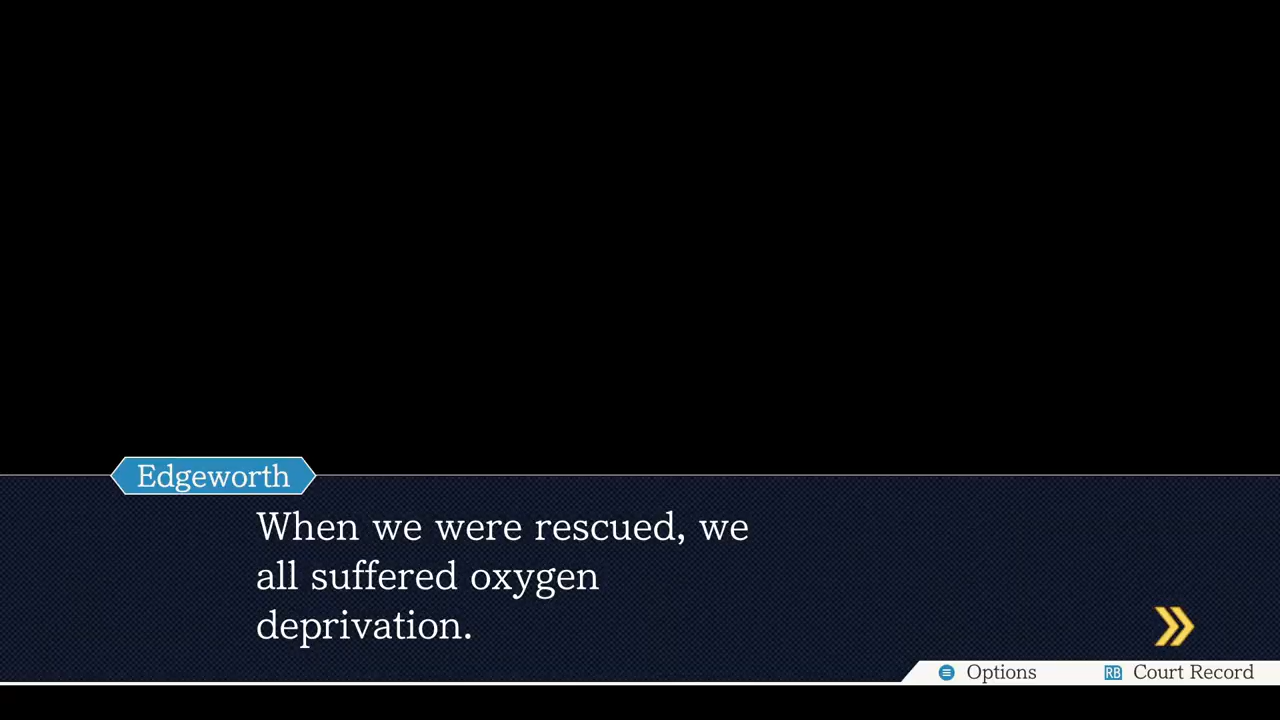 Edgeworth
When we were rescued, we
all suffered oxygen
deprivation.
Options
RB Court Record